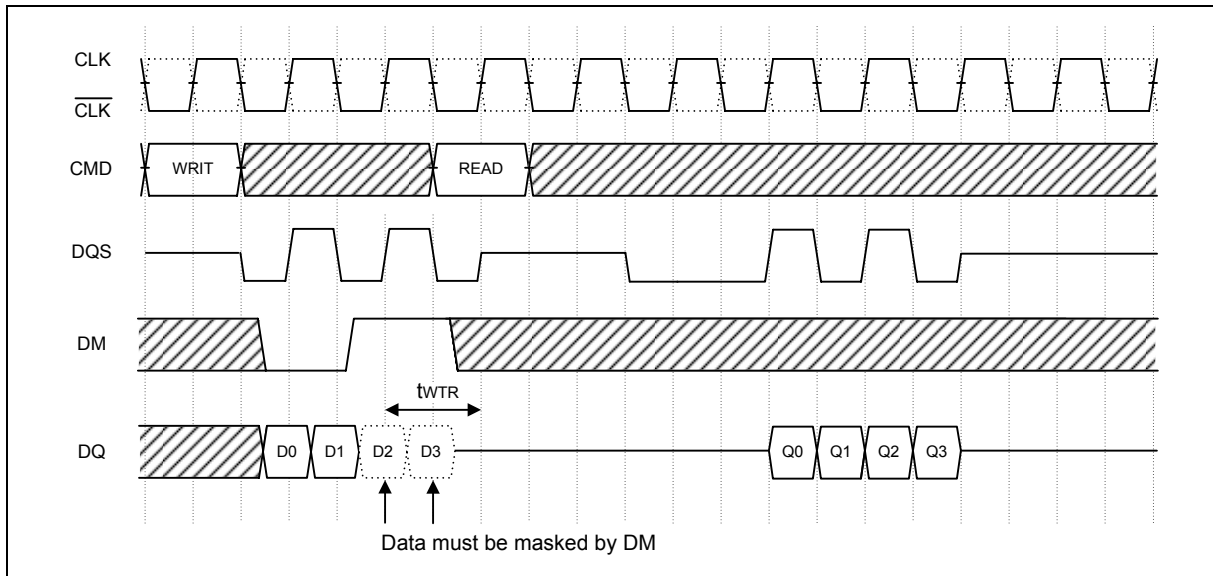 CLK
CLK
CMD WRIT READ
DQS
DM
tWTR
DQ D0 D1 D2 D3 Q0 Q1 Q2 Q3
Data must be masked by DM